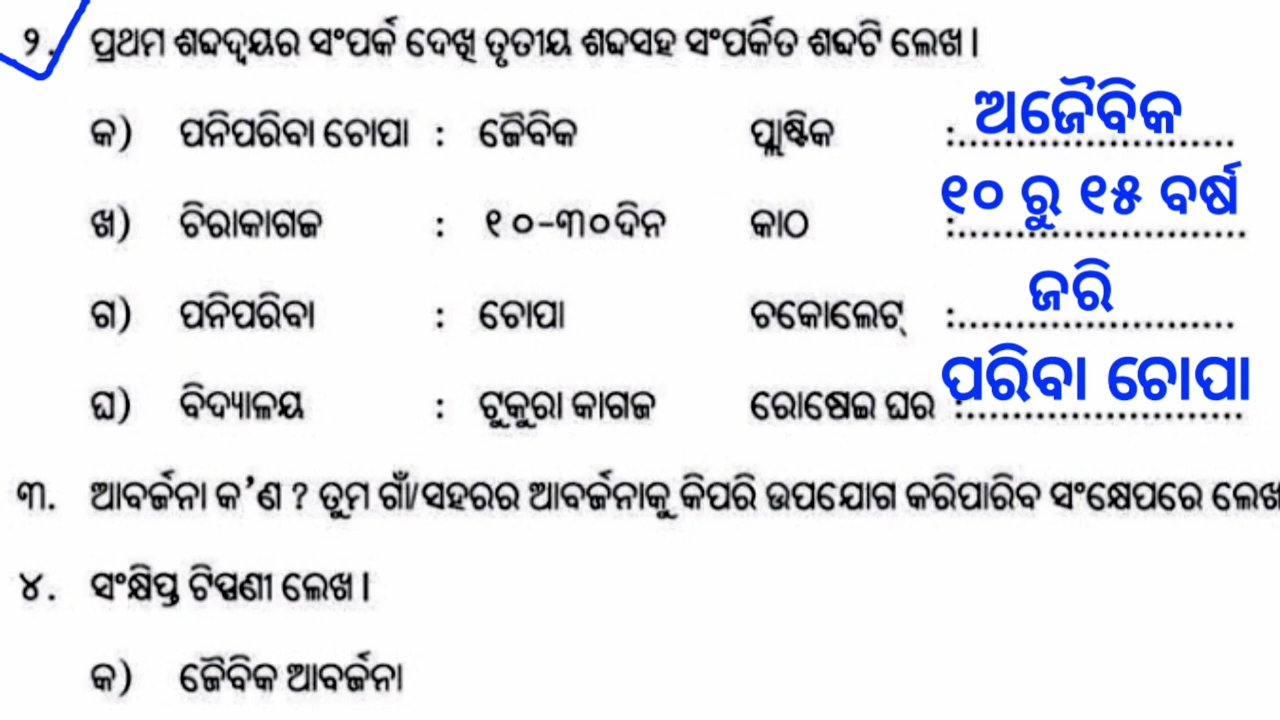 ୨. ପ୍ରଥମ ଶବ୍ଦଦ୍ୱୟର ସଂପର୍କ ଦେଖି ତୃତୀୟ ଶବ୍ଦସହ ସଂପର୍କିତ ଶବ୍ଦଟି ଲେଖ।
କ) ପନିପରିବା ଚୋପା : ଜୈବିକ ପ୍ଲାଷ୍ଟିକ :........................ ଅଜୈବିକ
ଖ) ଚିରାକାଗଜ : ୧୦-୩୦ଦିନ କାଠ :........................ ୧୦ ରୁ ୧୫ ବର୍ଷ
ଗ) ପନିପରିବା : ଚୋପା ଚକୋଲେଟ୍ :........................ ଜରି
ଘ) ବିଦ୍ୟାଳୟ : ଟୁକୁରା କାଗଜ ରୋଷେଇ ଘର :........................ ପରିବା ଚୋପା
୩. ଆବର୍ଜନା କ'ଣ ? ତୁମ ଗାଁ/ସହରର ଆବର୍ଜନାକୁ କିପରି ଉପଯୋଗ କରିପାରିବ ସଂକ୍ଷେପରେ ଲେଖ
୪. ସଂକ୍ଷିପ୍ତ ଟିପ୍ପଣୀ ଲେଖ।
କ) ଜୈବିକ ଆବର୍ଜନା